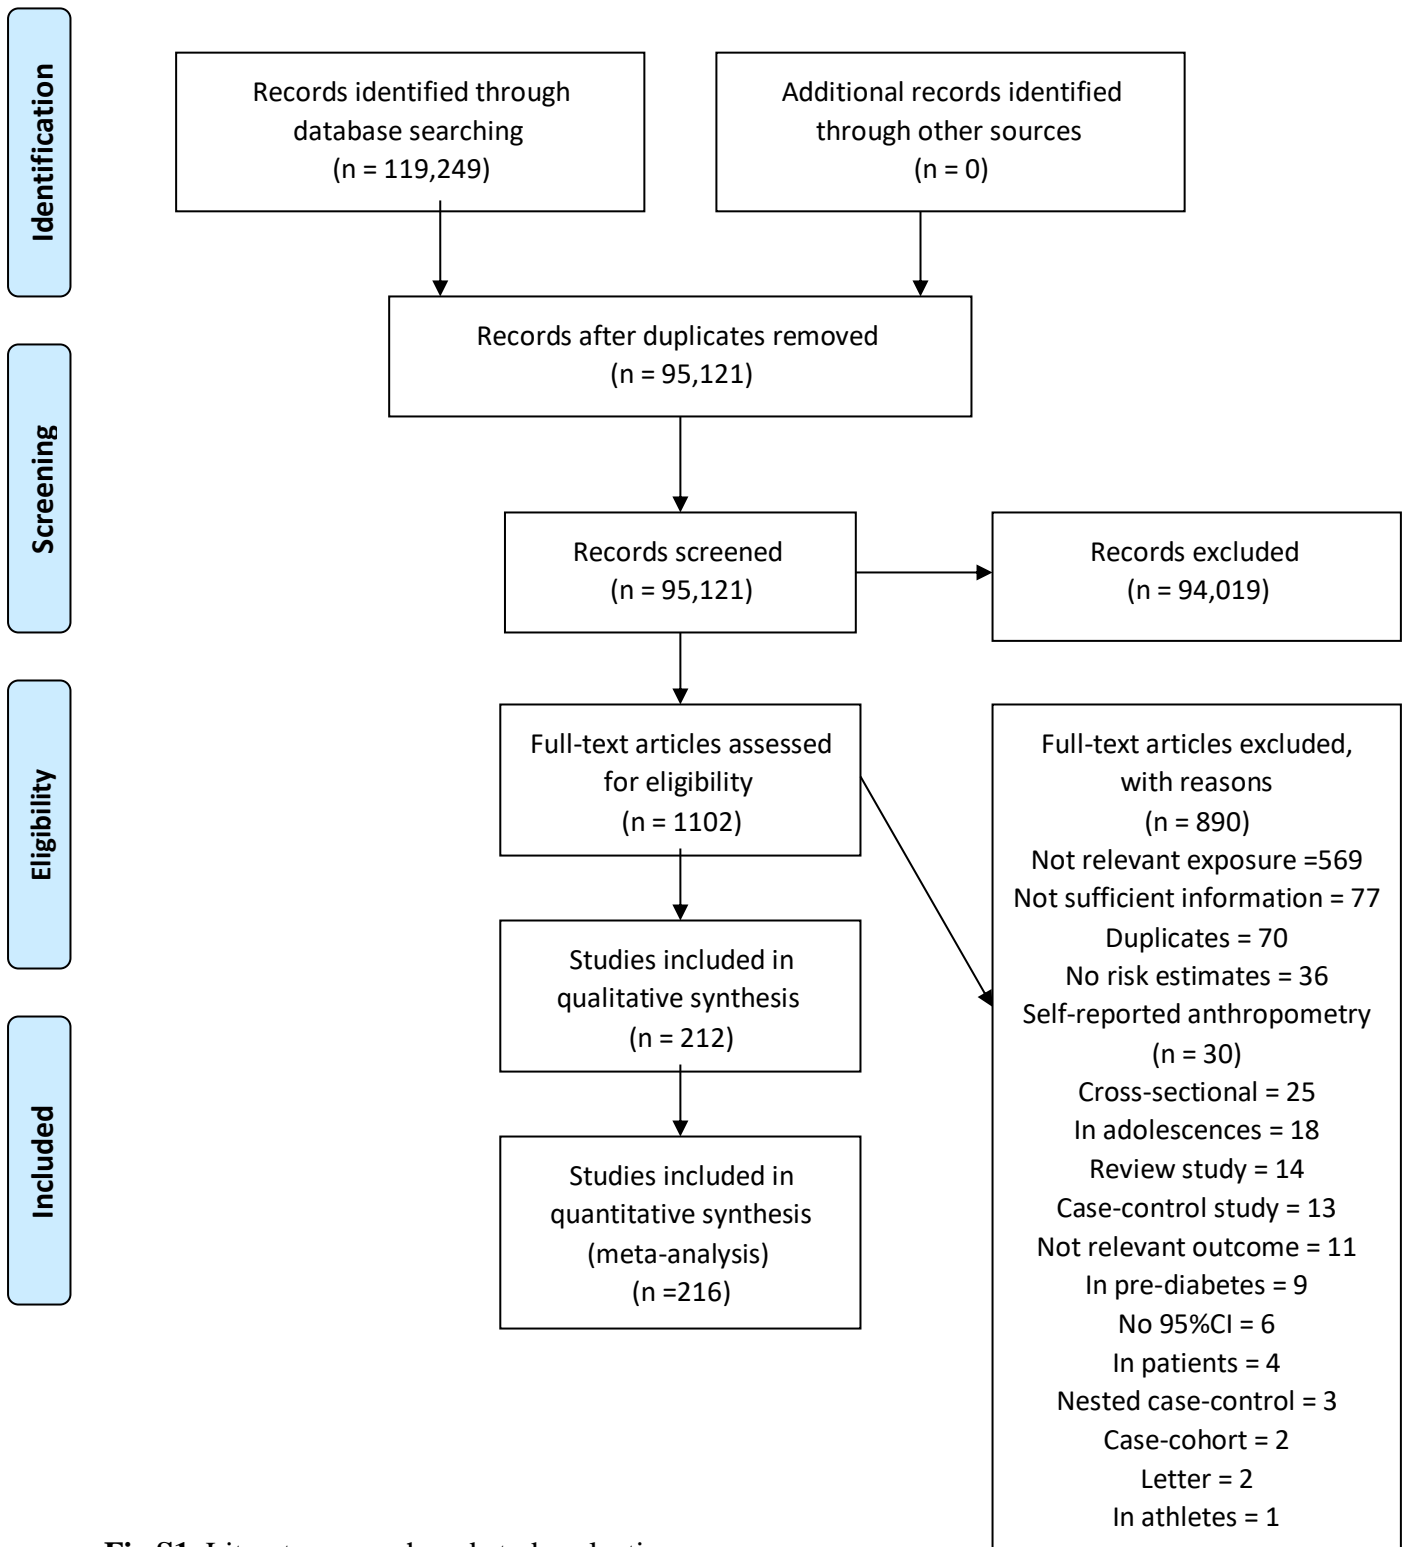 Identification
Records identified through
database searching
(n = 119,249)
Additional records identified
through other sources
(n = 0)
Records after duplicates removed
(n = 95,121)
Screening
Records screened
(n = 95,121)
Records excluded
(n = 94,019)
Eligibility
Full-text articles assessed
for eligibility
(n = 1102)
Full-text articles excluded,
with reasons
(n = 890)
Not relevant exposure =569
Not sufficient information = 77
Duplicates = 70
No risk estimates = 36
Self-reported anthropometry
(n = 30)
Cross-sectional = 25
In adolescences = 18
Review study = 14
Case-control study = 13
Not relevant outcome = 11
In pre-diabetes = 9
No 95%CI = 6
In patients = 4
Nested case-control = 3
Case-cohort = 2
Letter = 2
In athletes = 1
Studies included in
qualitative synthesis
(n = 212)
Included
Studies included in
quantitative synthesis
(meta-analysis)
(n =216)